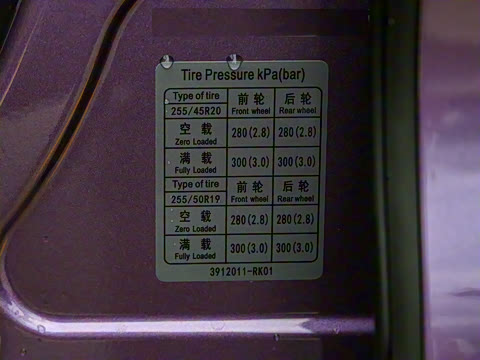 Tire Pressure kPa(bar)
Type of tire 前 轮 后 轮
255/45R20 Front wheel Rear wheel
空 载 280(2.8) 280(2.8)
Zero Loaded
满 载 300(3.0) 300(3.0)
Fully Loaded
Type of tire 前 轮 后 轮
255/50R19 Front wheel Rear wheel
空 载 280(2.8) 280(2.8)
Zero Loaded
满 载 300(3.0) 300(3.0)
Fully Loaded
3912011-RK01